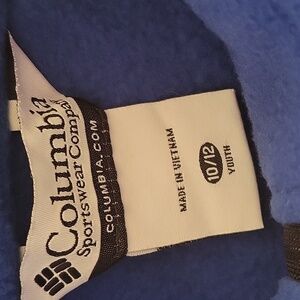 Columbia
Sportswear Company
COLUMBIA.COM
MADE IN VIETNAM
10/12
YOUTH